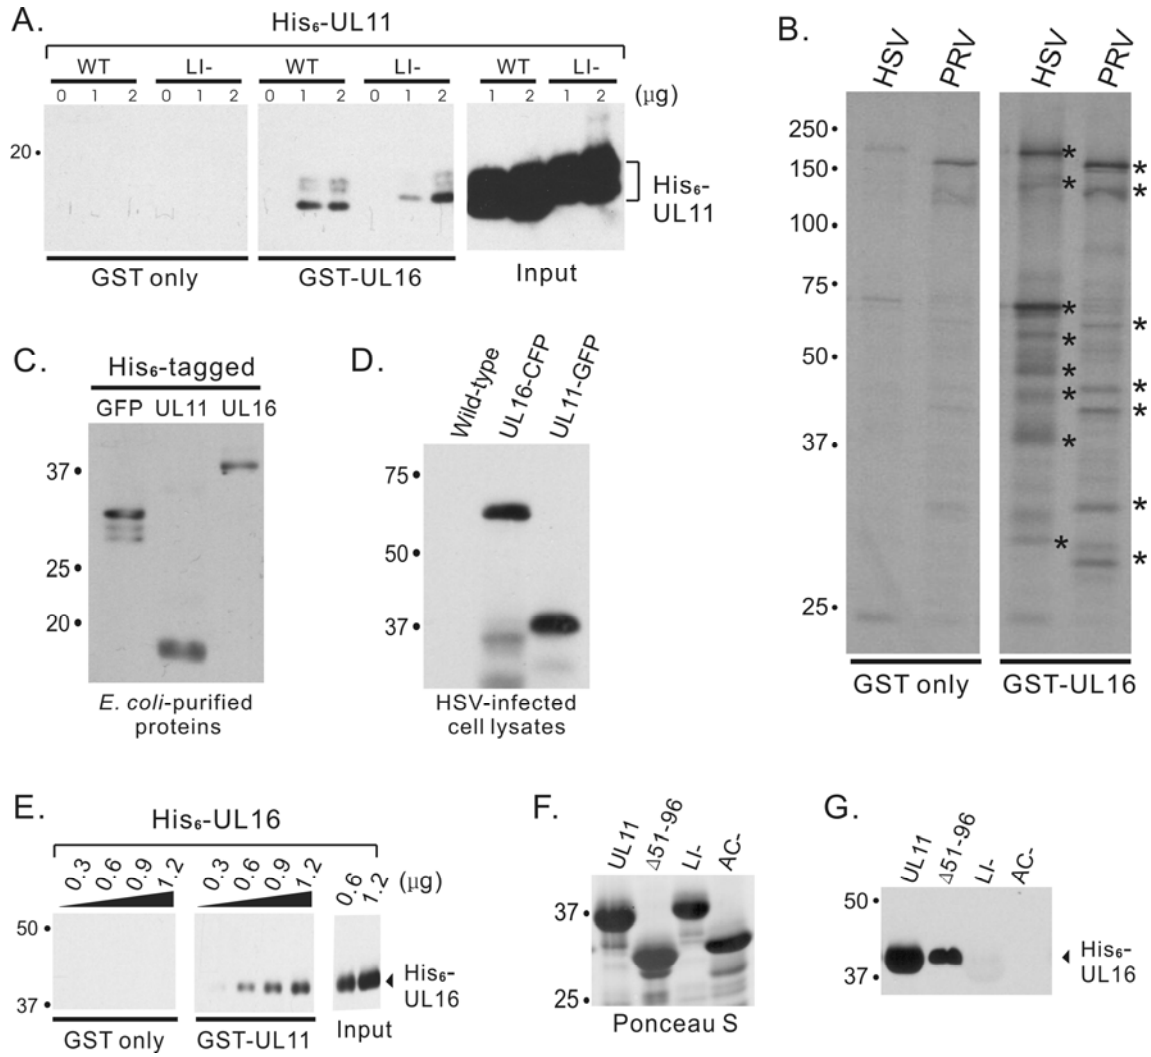 A.
His₆-UL11
WT LI- WT LI- WT LI-
0 1 2 0 1 2 0 1 2 0 1 2 1 2 1 2 (µg)
20•
His₆-
UL11
GST only GST-UL16 Input
B.
HSV PRV HSV PRV
250•
150•
100•
75•
50•
37•
25•
* * * * * * * *
* * * * * * *
GST only GST-UL16
C.
His₆-tagged
GFP UL11 UL16
37•
25•
20•
E. coli-purified
proteins
D.
Wild-type UL16-CFP UL11-GFP
75•
50•
37•
HSV-infected
cell lysates
E.
His₆-UL16
0.3 0.6 0.9 1.2 0.3 0.6 0.9 1.2 0.6 1.2 (µg)
50•
37•
His₆-
UL16
GST only GST-UL11 Input
F.
UL11 Δ51-96 LI- AC-
37•
25•
Ponceau S
G.
UL11 Δ51-96 LI- AC-
50•
37•
His₆-
UL16